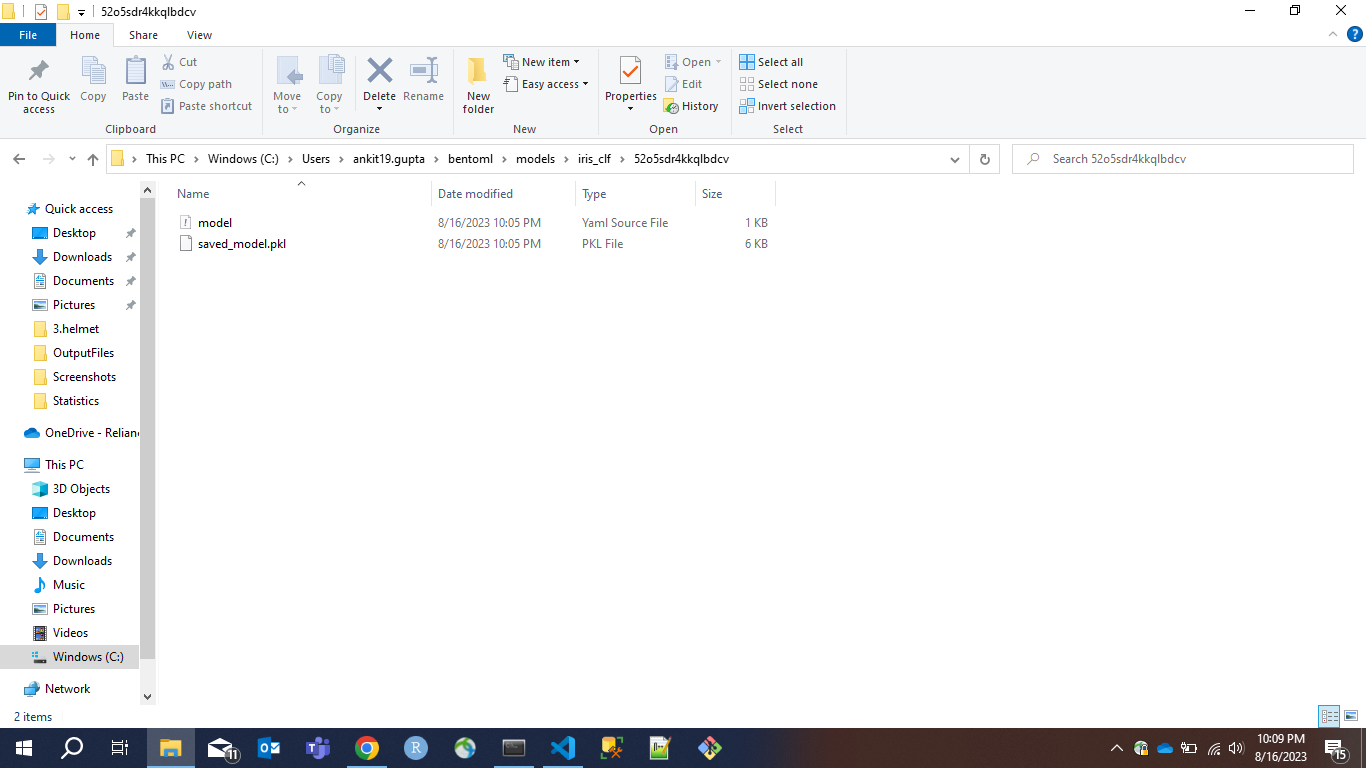 52o5sdr4kkqlbdcv
File Home Share View
Pin to Quick access
Copy
Paste
Cut
Copy path
Paste shortcut
Clipboard
Move to
Copy to
Delete
Rename
Organize
New folder
New item
Easy access
New
Properties
Open
Edit
History
Open
Select all
Select none
Invert selection
Select
This PC > Windows (C:) > Users > ankit19.gupta > bentoml > models > iris_clf > 52o5sdr4kkqlbdcv
Search 52o5sdr4kkqlbdcv
Quick access
Desktop
Downloads
Documents
Pictures
3.helmet
OutputFiles
Screenshots
Statistics
OneDrive - Relian
This PC
3D Objects
Desktop
Documents
Downloads
Music
Pictures
Videos
Windows (C:)
Network
Name Date modified Type Size
model 8/16/2023 10:05 PM Yaml Source File 1 KB
saved_model.pkl 8/16/2023 10:05 PM PKL File 6 KB
2 items
11
10:09 PM
8/16/2023
15